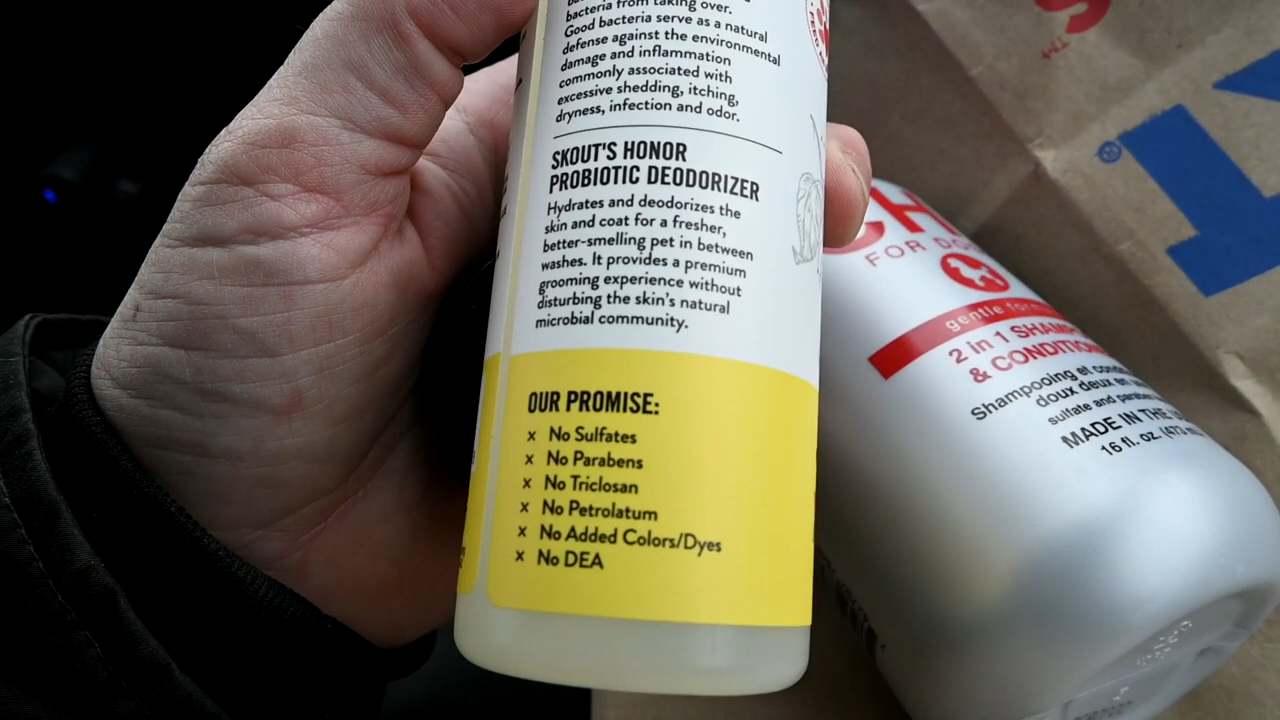 bacteria from taking over.
Good bacteria serve as a natural
defense against the environmental
damage and inflammation
commonly associated with
excessive shedding, itching,
dryness, infection and odor.
SKOUT'S HONOR
PROBIOTIC DEODORIZER
Hydrates and deodorizes the
skin and coat for a fresher,
better-smelling pet in between
washes. It provides a premium
grooming experience without
disturbing the skin's natural
microbial community.
OUR PROMISE:
x No Sulfates
x No Parabens
x No Triclosan
x No Petrolatum
x No Added Colors/Dyes
x No DEA
CH
FOR DO
gentle for
2 in 1 SHAMP
& CONDITION
Shampooing et cond
doux deux en
sulfate and parabe
MADE IN THE U
16 fl. oz. (473